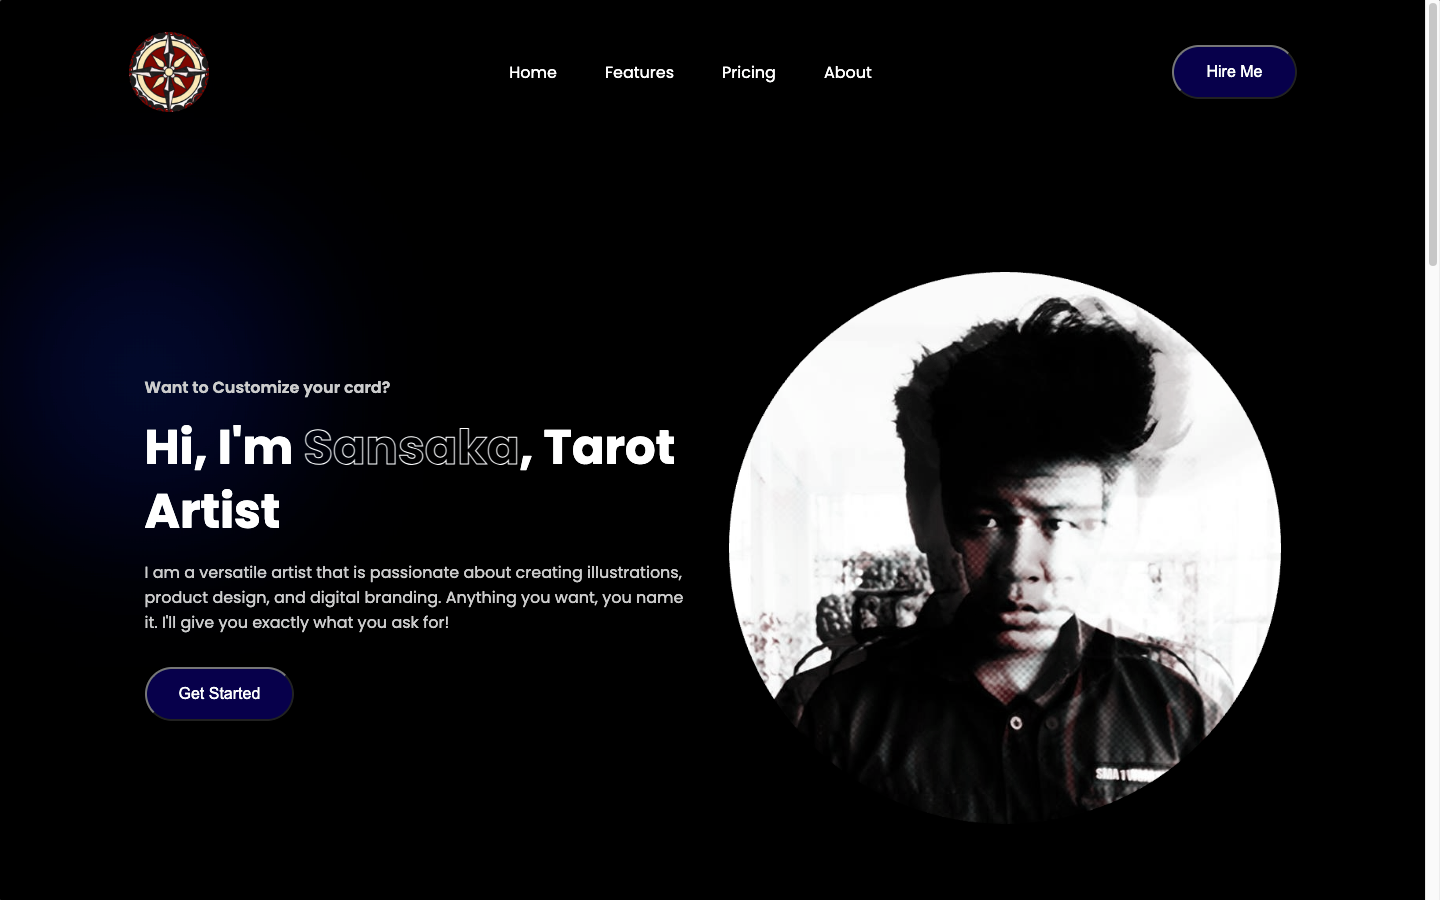 Home Features Pricing About Hire Me
Want to Customize your card?
Hi, I'm Sansaka, Tarot
Artist
I am a versatile artist that is passionate about creating illustrations,
product design, and digital branding. Anything you want, you name
it. I'll give you exactly what you ask for!
Get Started